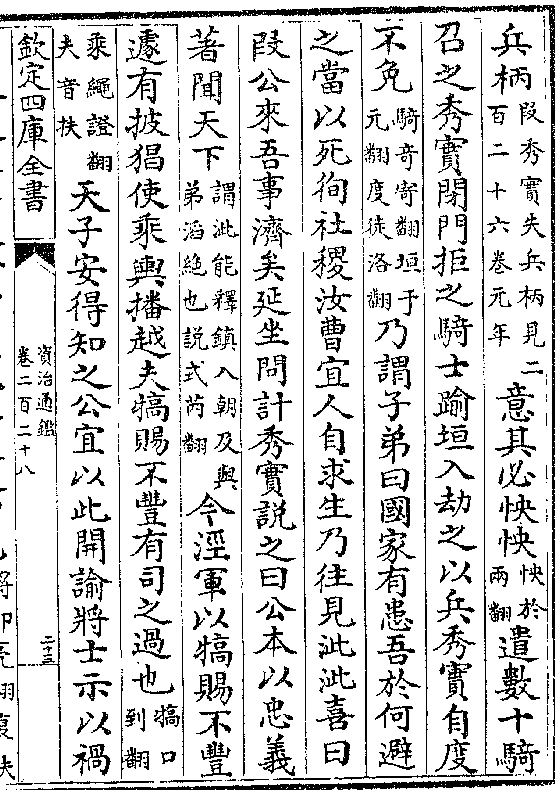 兵柄段秀實失兵柄見二百二十六卷元年意其必怏怏怏於兩翻遣數十騎
召之秀實閉門拒之騎士踰垣入劫之以兵秀實自度
不免騎奇寄翻垣于元翻度徒洛翻乃謂子弟曰國家有患吾於何避
之當以死徇社稷汝曹宜人自求生乃往見泚泚喜曰
段公來吾事濟矣延坐問計秀實說之曰公本以忠義
著聞天下謂泚能釋鎮入朝及與弟滔絶也説式芮翻今涇軍以犒賜不豐
遽有披猖使乘輿播越夫犒賜不豐有司之過也犒口到翻
乘繩證翻夫音扶天子安得知之公宜以此開諭將士示以禍
欽定四庫全書
資治通鑑
卷二百二十八
二十三